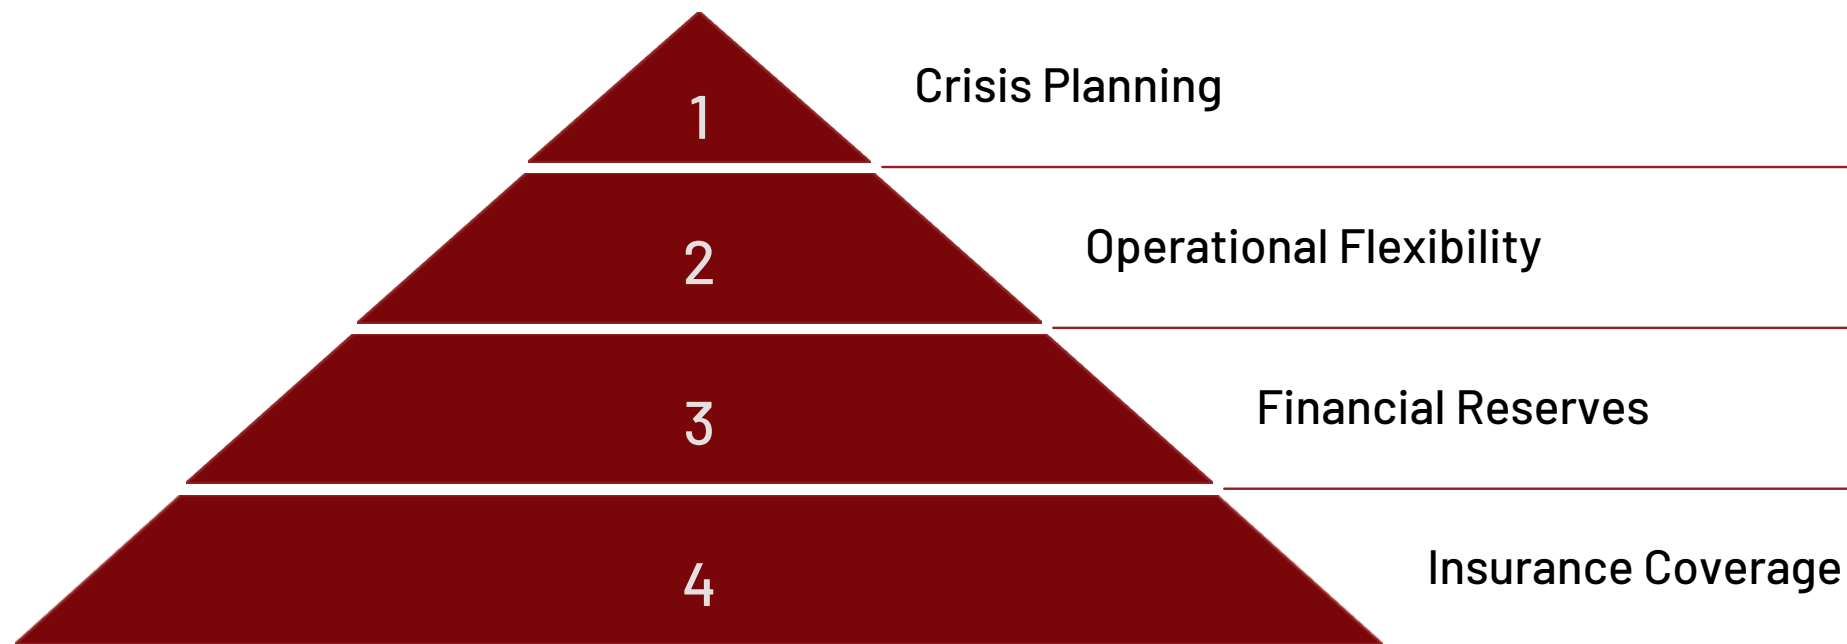 1
Crisis Planning
2
Operational Flexibility
3
Financial Reserves
4
Insurance Coverage